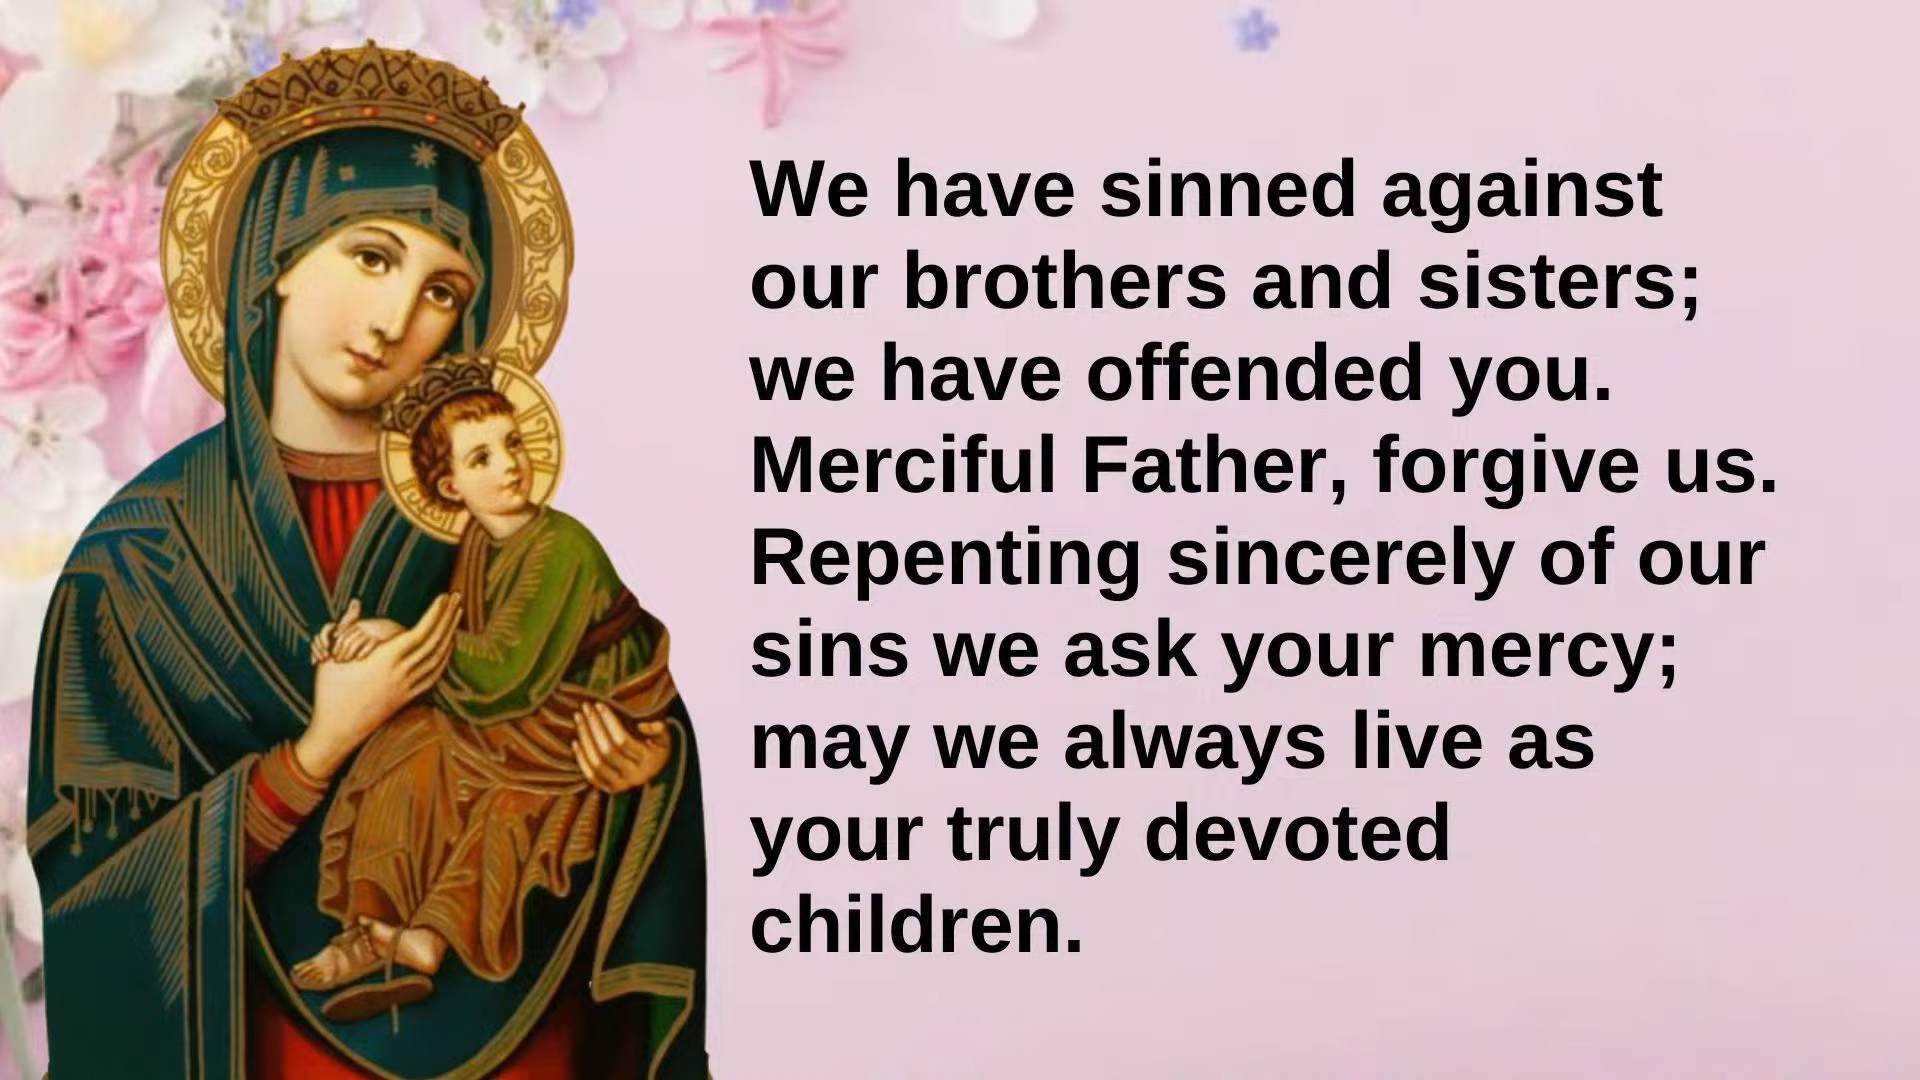 We have sinned against
our brothers and sisters;
we have offended you.
Merciful Father, forgive us.
Repenting sincerely of our
sins we ask your mercy;
may we always live as
your truly devoted
children.